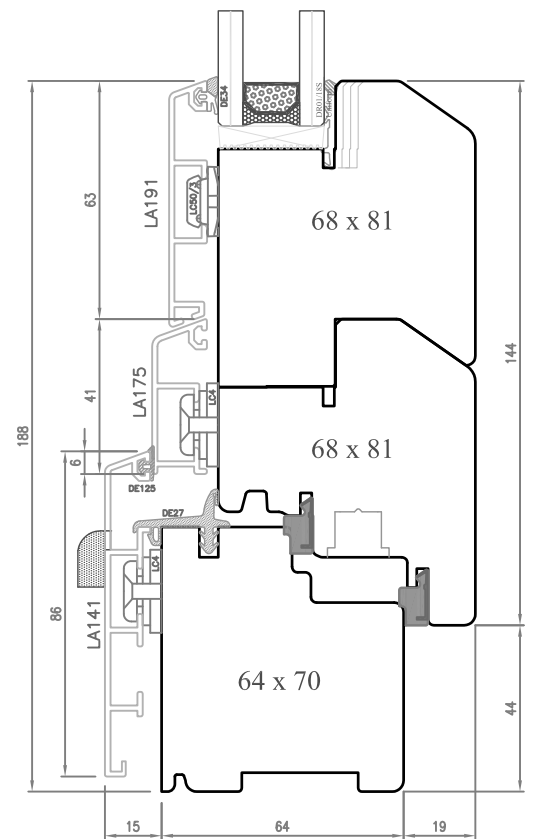 DE34
DR01/18S
LA191
LC50/3
68 x 81
63
144
LA175
LC4
41
188
68 x 81
6
DE125
DE27
LC4
LA141
86
64 x 70
44
15
64
19